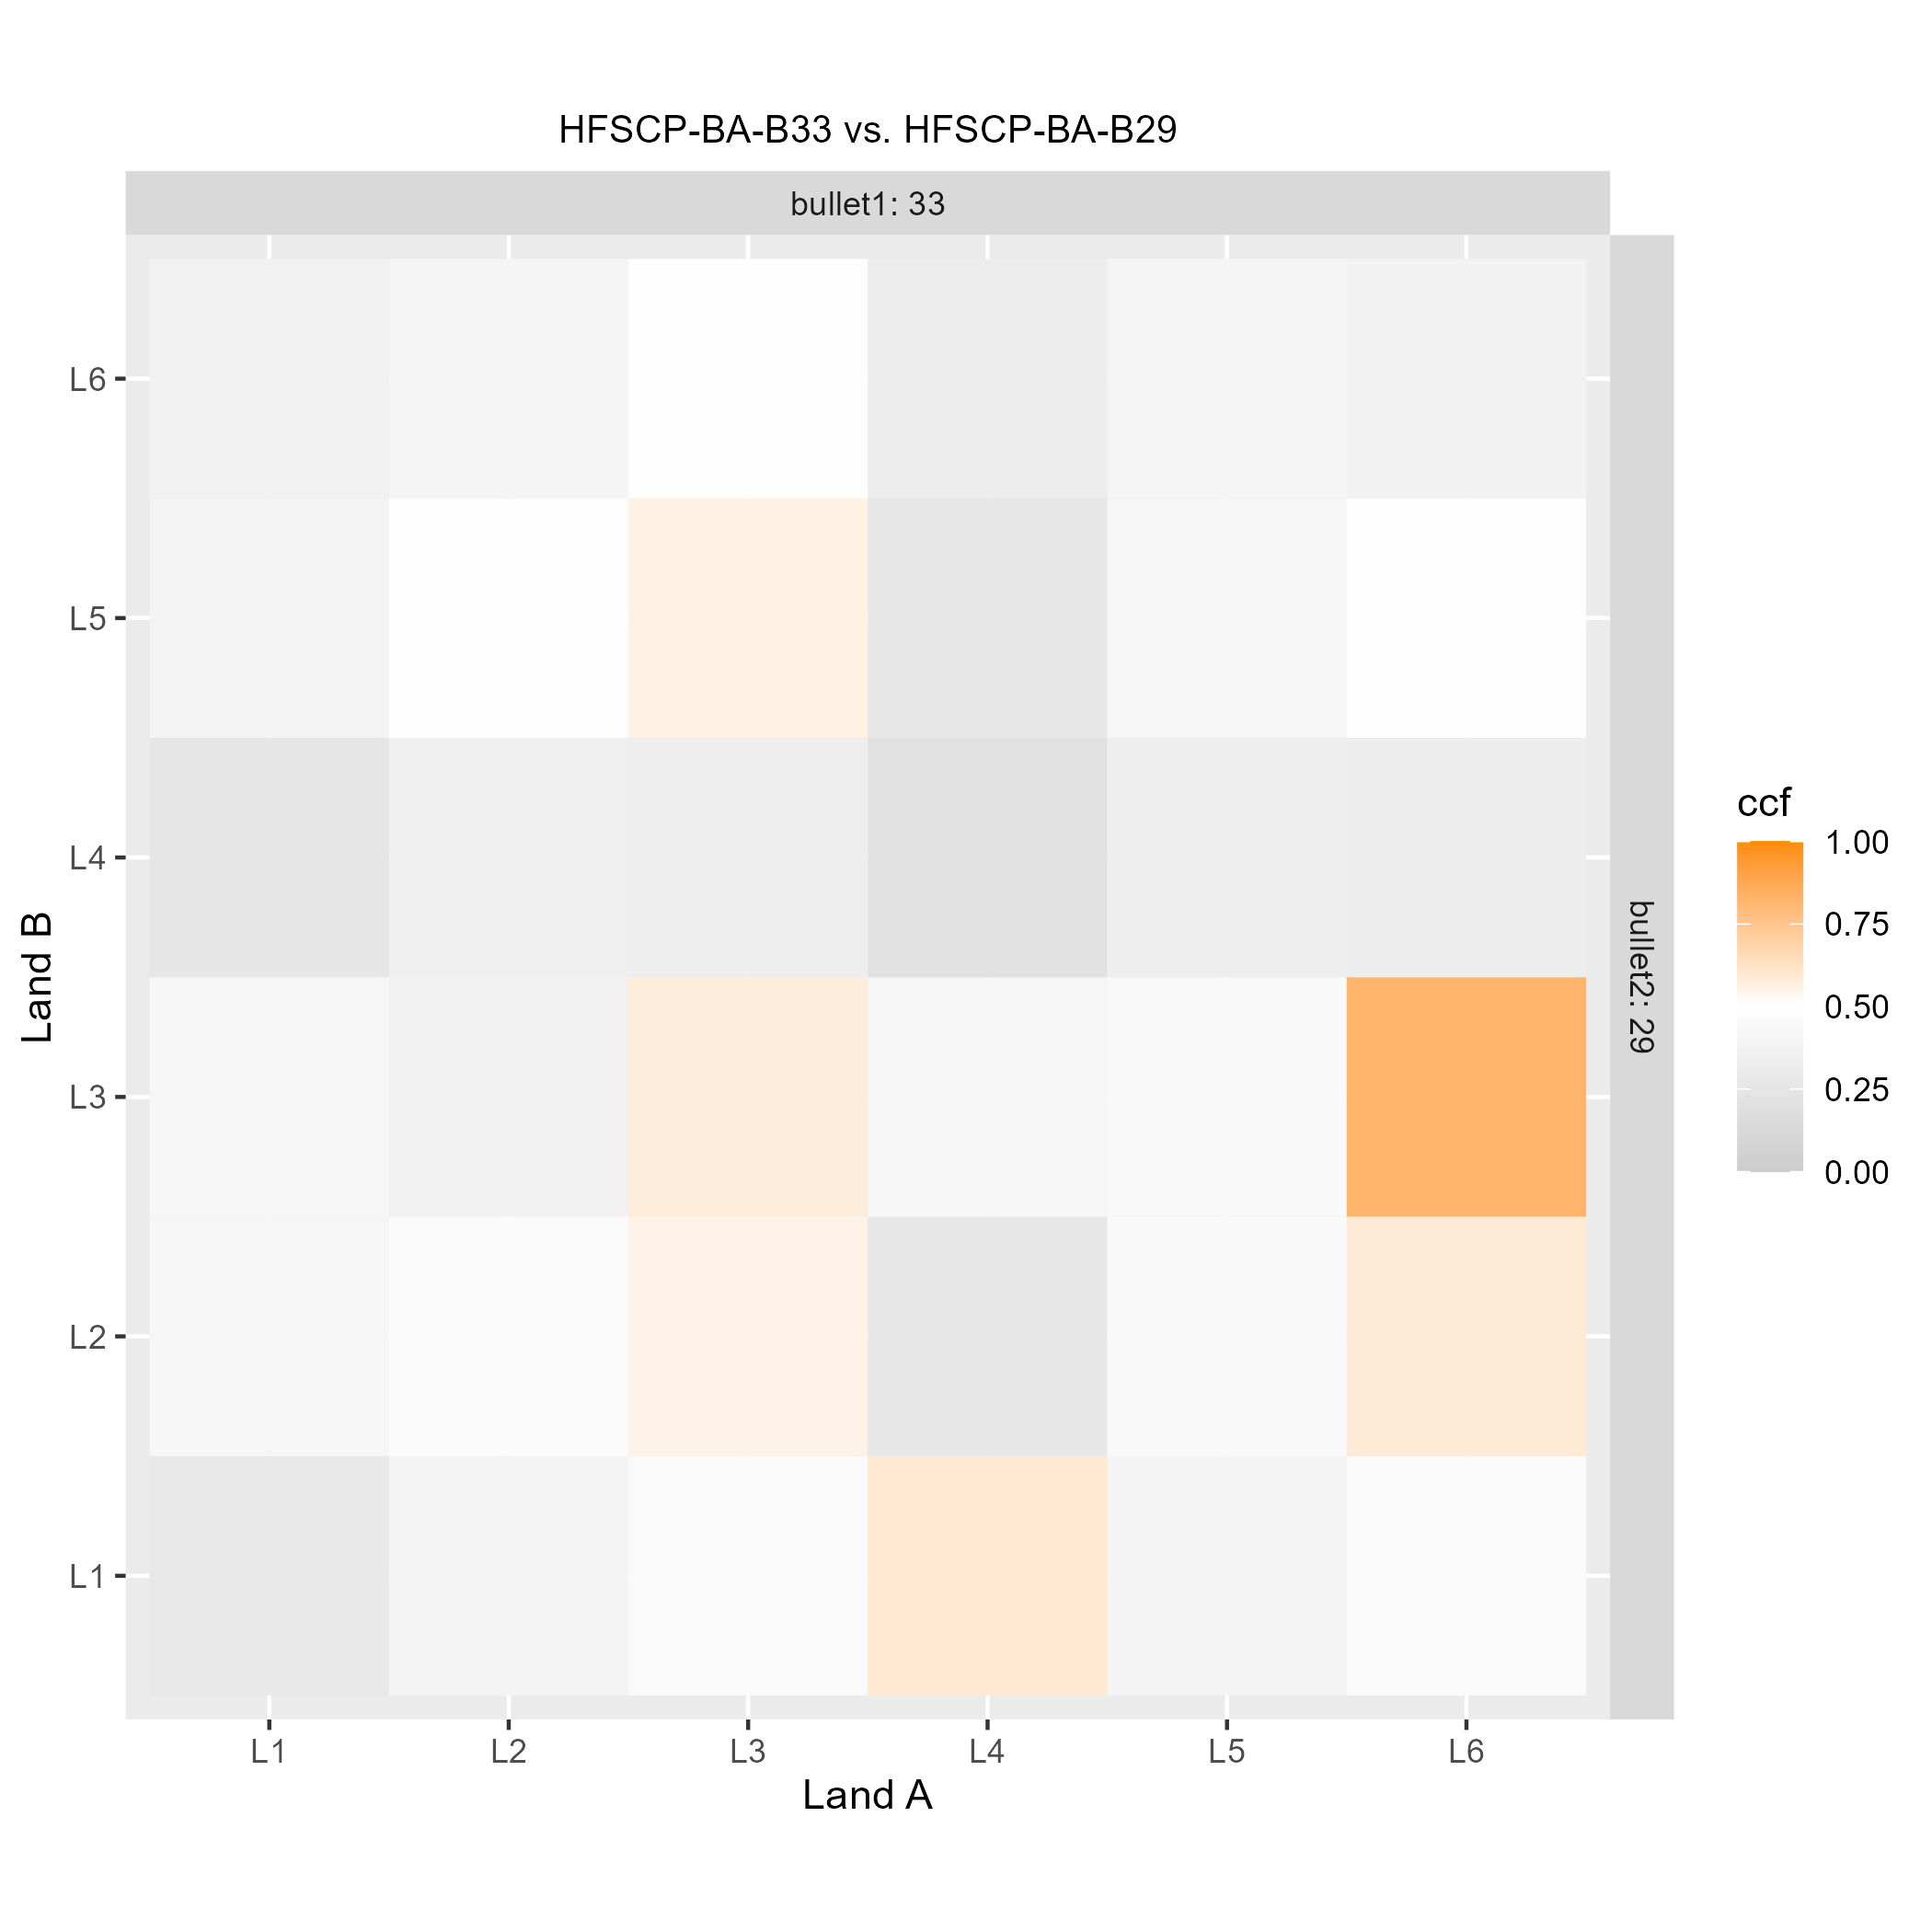 HFSCP-BA-B33 vs. HFSCP-BA-B29
bullet1: 33
L6
L5
L4
L3
L2
L1
Land B
L1
L2
L3
L4
L5
L6
Land A
bullet2: 29
ccf
1.00
0.75
0.50
0.25
0.00